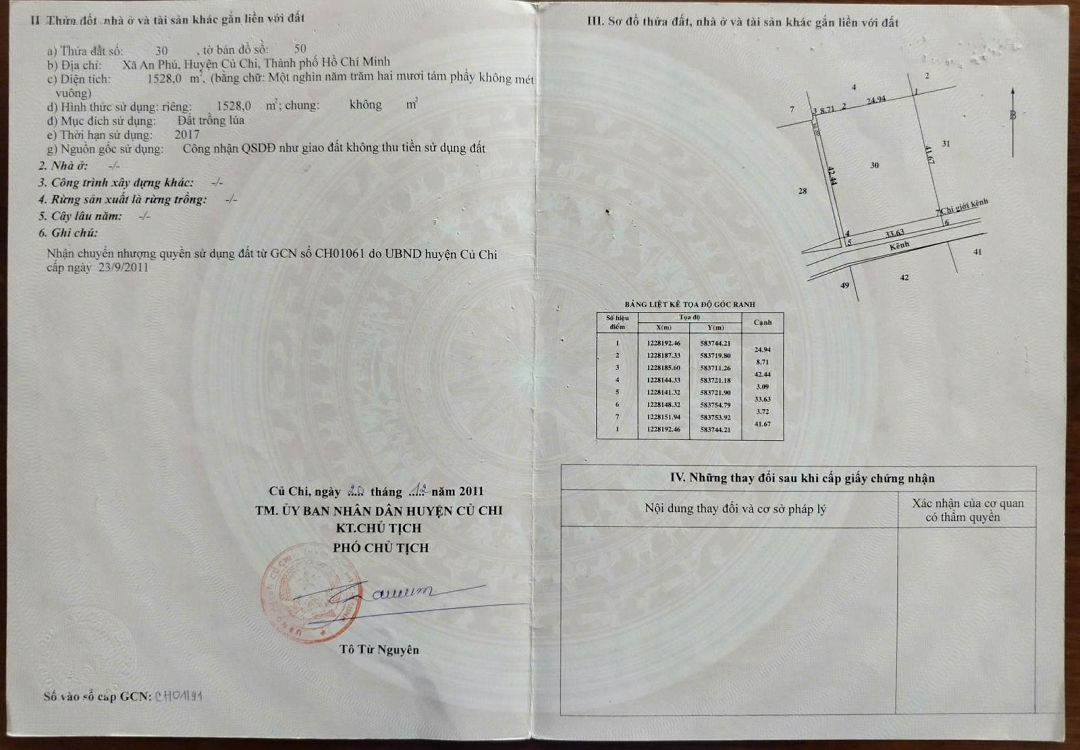 II Thửa đất, nhà ở và tài sản khác gắn liền với đất
a) Thửa đất số: 30 , tờ bản đồ số: 50
b) Địa chỉ: Xã An Phú, Huyện Củ Chi, Thành phố Hồ Chí Minh
c) Diện tích: 1528,0 m², (bằng chữ: Một nghìn năm trăm hai mươi tám phẩy không mét
vuông)
d) Hình thức sử dụng: riêng: 1528,0 m²; chung: không m²
đ) Mục đích sử dụng: Đất trồng lúa
e) Thời hạn sử dụng: 2017
g) Nguồn gốc sử dụng: Công nhận QSDĐ như giao đất không thu tiền sử dụng đất
2. Nhà ở: -/-
3. Công trình xây dựng khác: -/-
4. Rừng sản xuất là rừng trồng: -/-
5. Cây lâu năm: -/-
6. Ghi chú:
Nhận chuyển nhượng quyền sử dụng đất từ GCN số CH01061 do UBND huyện Củ Chi
cấp ngày 23/9/2011
Củ Chi, ngày 20 tháng 12 năm 2011
TM. ỦY BAN NHÂN DÂN HUYỆN CỦ CHI
KT.CHỦ TỊCH
PHÓ CHỦ TỊCH
Tô Từ Nguyên
Số vào sổ cấp GCN: CH01191
III. Sơ đồ thửa đất, nhà ở và tài sản khác gắn liền với đất
2
4
1
7 3 8.71 2 24.94
B
31
41.67
30
42.44
28
7 Chỉ giới kênh
4 33.63 6
5 Kênh
41
42
49
BẢNG LIỆT KÊ TỌA ĐỘ GÓC RANH
Số hiệu điểm Tọa độ Cạnh
X(m) Y(m)
1 1228192.46 583744.21
24.94
2 1228187.33 583719.80
8.71
3 1228185.60 583711.26
42.44
4 1228144.33 583721.18
3.09
5 1228141.32 583721.90
33.63
6 1228148.32 583754.79
3.72
7 1228151.94 583753.92
41.67
1 1228192.46 583744.21
IV. Những thay đổi sau khi cấp giấy chứng nhận
Nội dung thay đổi và cơ sở pháp lý
Xác nhận của cơ quan
có thẩm quyền